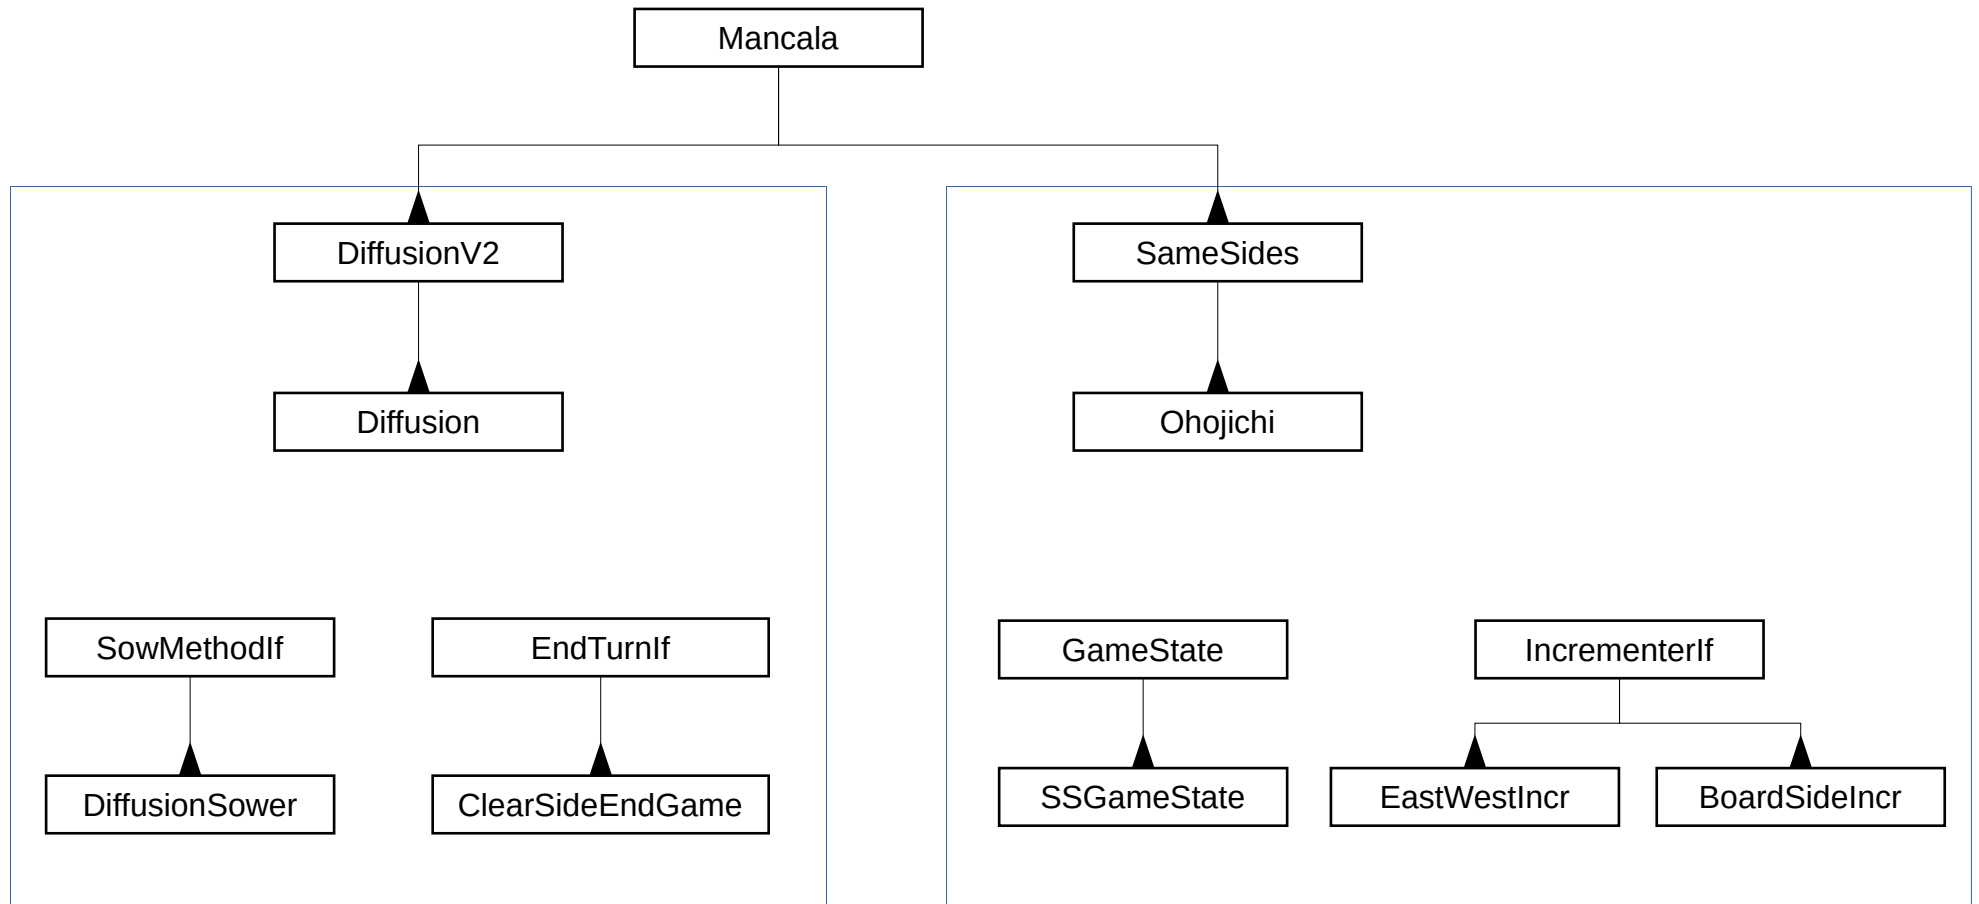 Mancala
DiffusionV2
SameSides
Diffusion
Ohojichi
SowMethodIf
EndTurnIf
GameState
IncrementerIf
DiffusionSower
ClearSideEndGame
SSGameState
EastWestIncr
BoardSideIncr